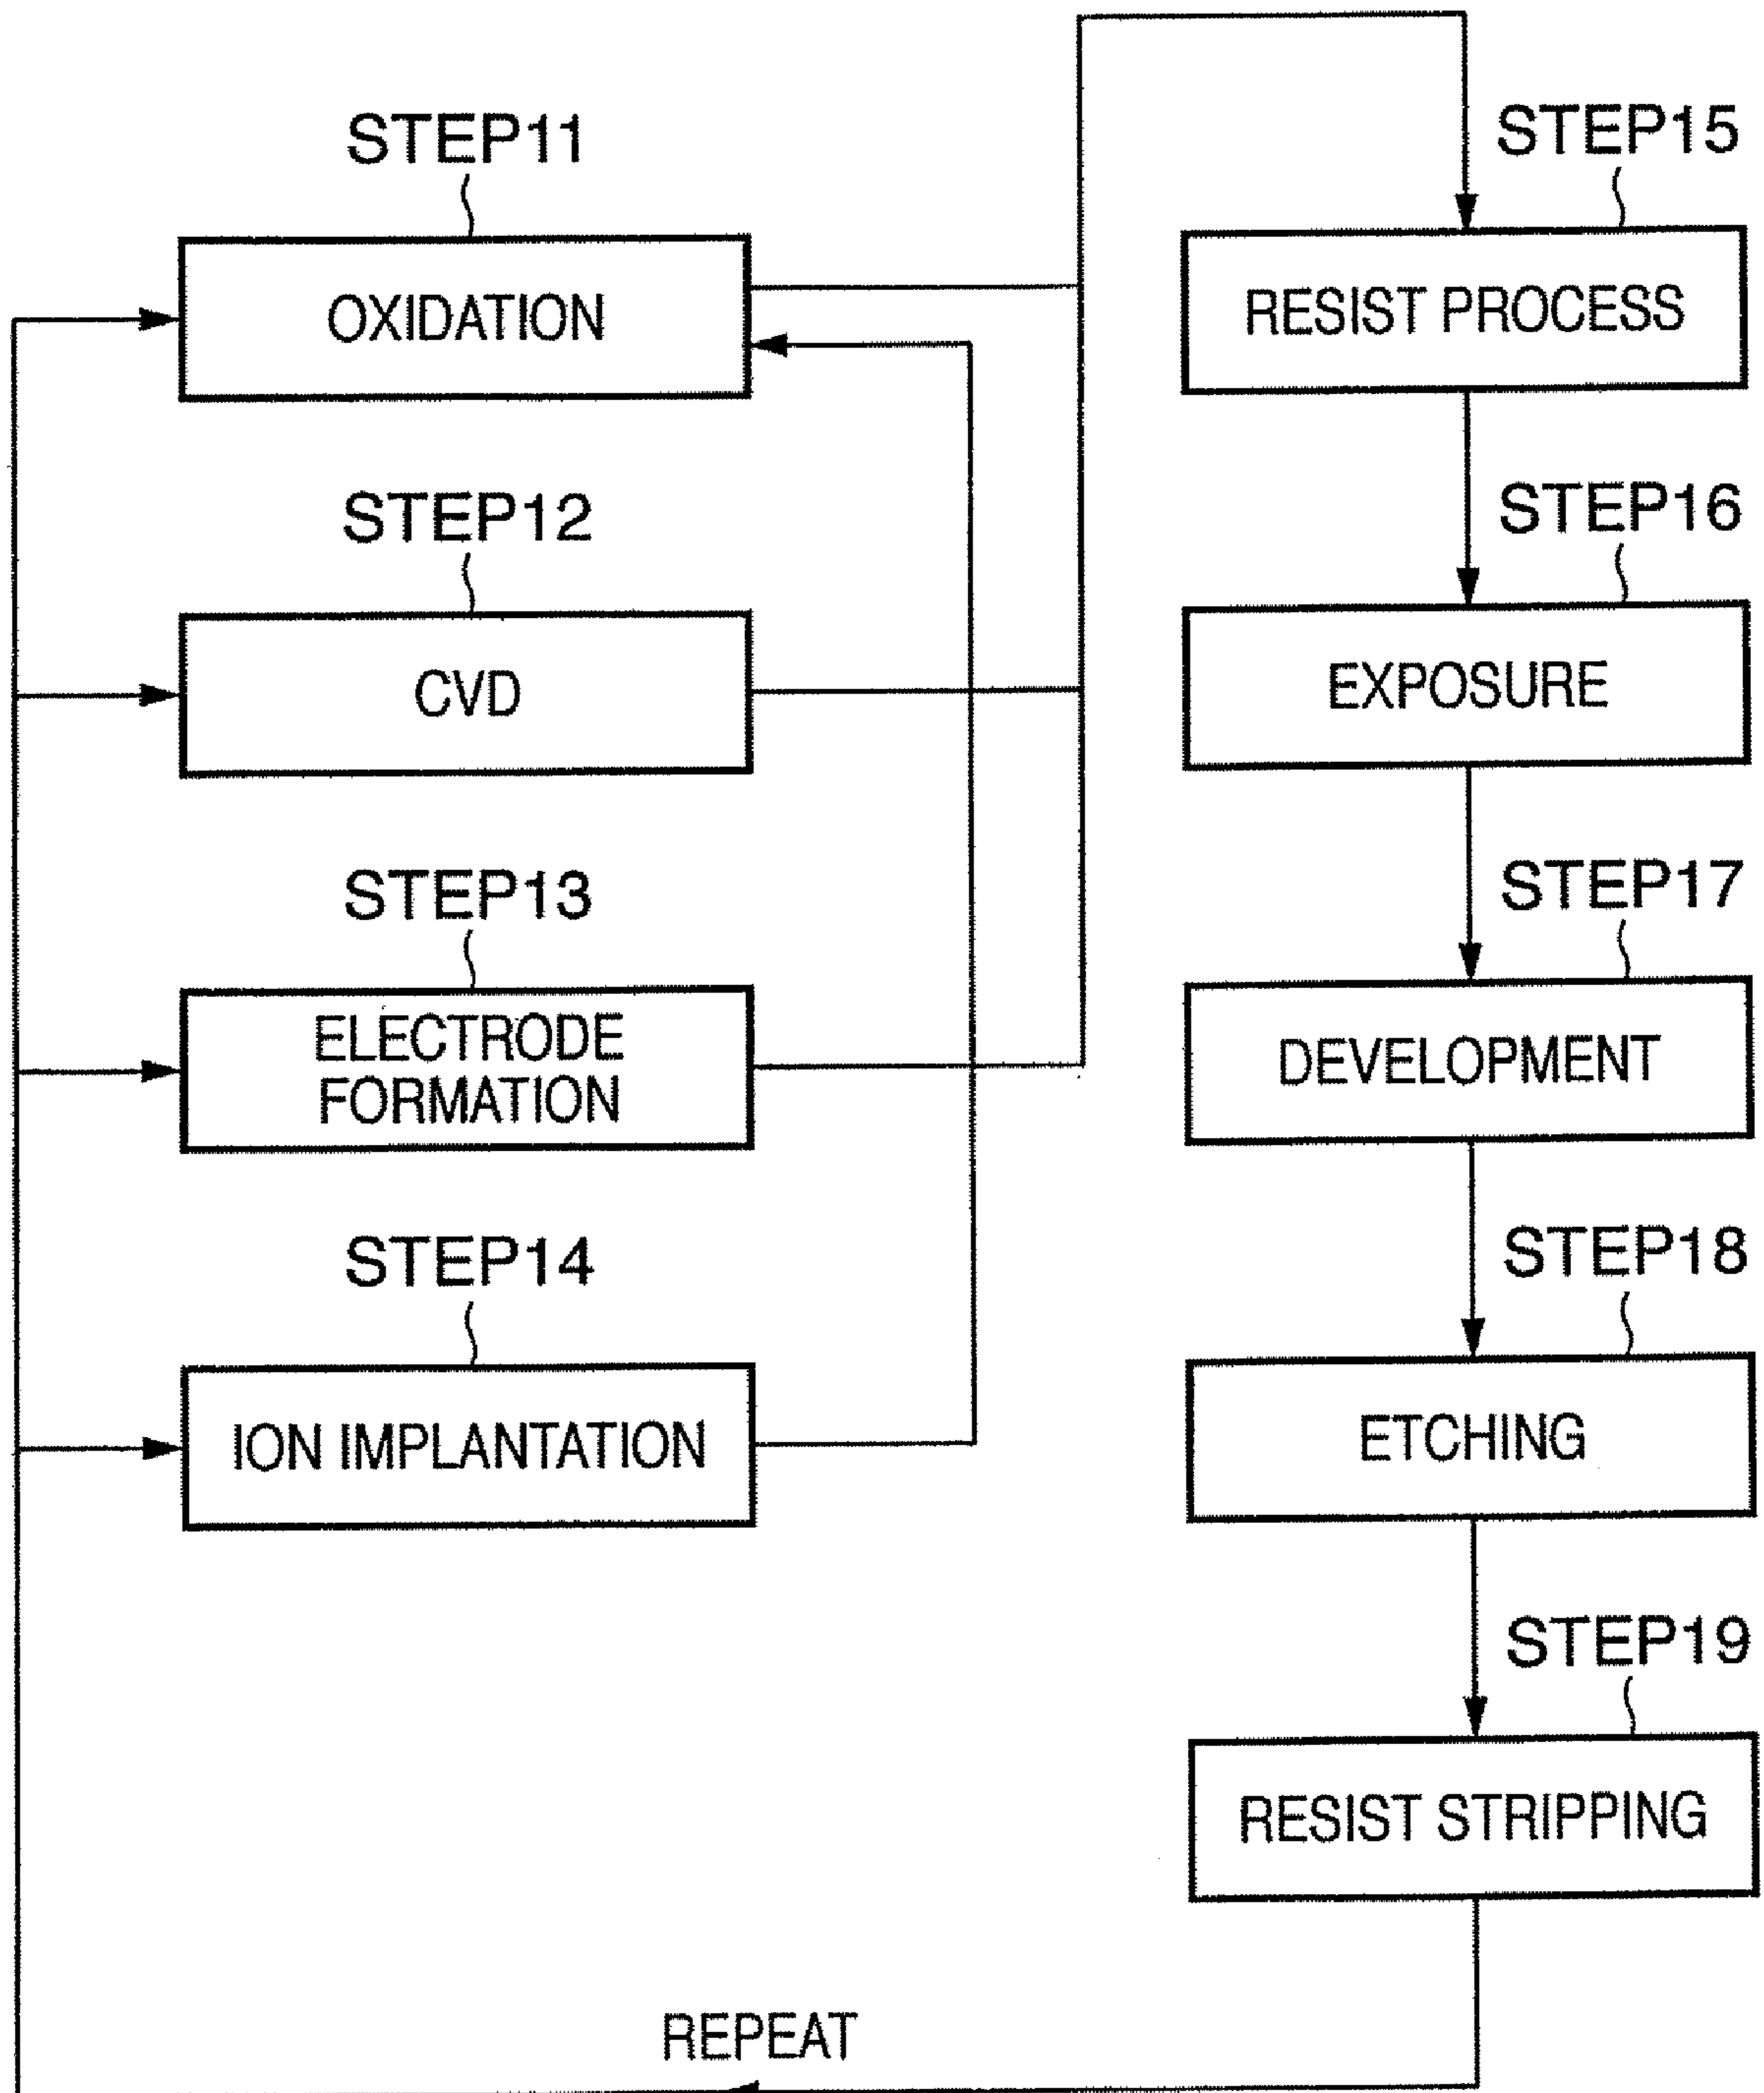 STEP11
OXIDATION
STEP12
CVD
STEP13
ELECTRODE
FORMATION
STEP14
ION IMPLANTATION
STEP15
RESIST PROCESS
STEP16
EXPOSURE
STEP17
DEVELOPMENT
STEP18
ETCHING
STEP19
RESIST STRIPPING
REPEAT